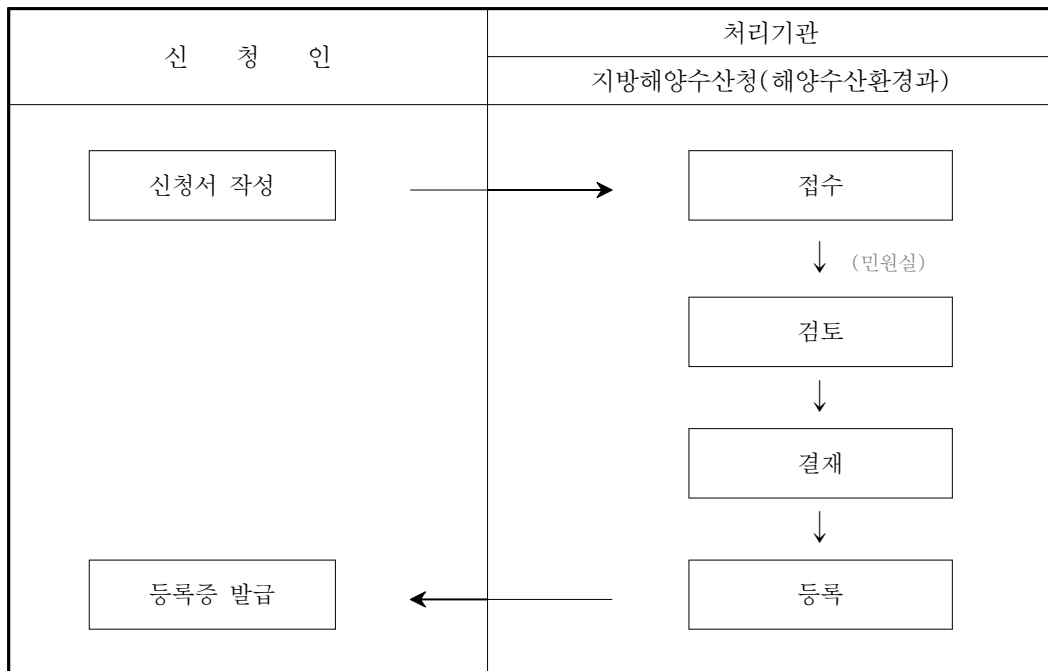 신 청 인
처리기관
지방해양수산청(해양수산환경과)
신청서 작성
접수
(민원실)
검토
결재
등록증 발급
등록